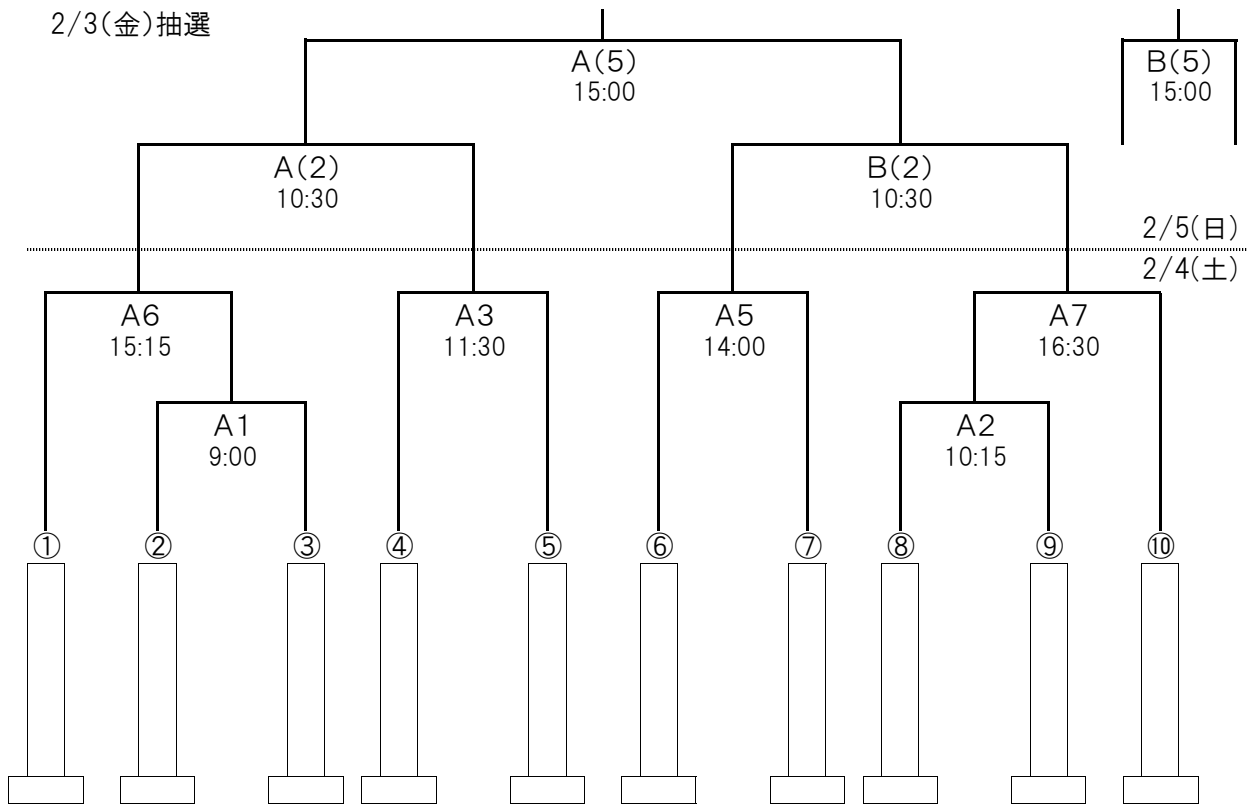 2/3(金)抽選
A(5)
15:00
B(5)
15:00
A(2)
10:30
B(2)
10:30
2/5(日)
2/4(土)
A6
15:15
A3
11:30
A5
14:00
A7
16:30
A1
9:00
A2
10:15
① ② ③ ④ ⑤ ⑥ ⑦ ⑧ ⑨ ⑩